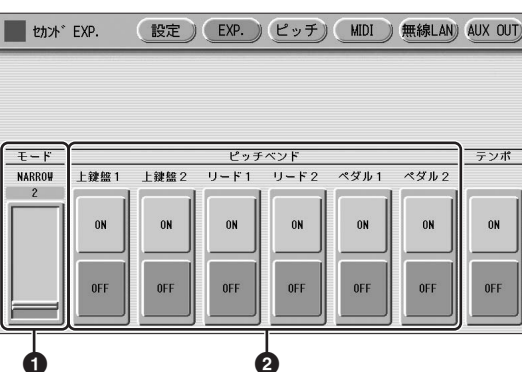 セカンド EXP. 設定 EXP. ピッチ MIDI 無線LAN AUX OUT
モード ピッチベンド テンポ
NARROW 上鍵盤1 上鍵盤2 リード1 リード2 ペダル1 ペダル2
2
ON ON ON ON ON ON ON
OFF OFF OFF OFF OFF OFF OFF
1 2